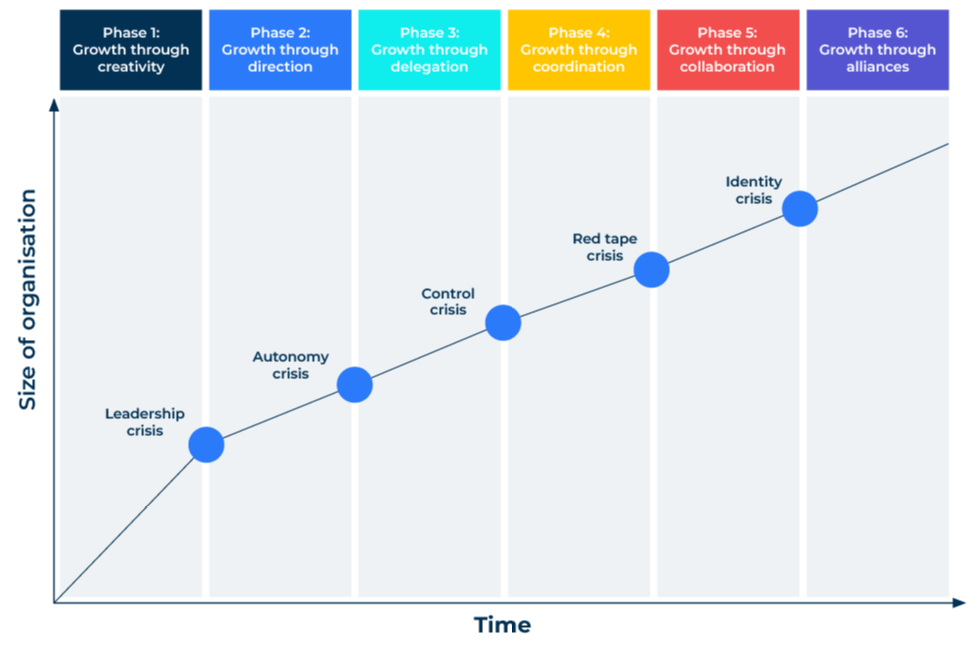 Phase 1:
Growth through
creativity
Phase 2:
Growth through
direction
Phase 3:
Growth through
delegation
Phase 4:
Growth through
coordination
Phase 5:
Growth through
collaboration
Phase 6:
Growth through
alliances
Size of organisation
Leadership
crisis
Autonomy
crisis
Control
crisis
Red tape
crisis
Identity
crisis
Time